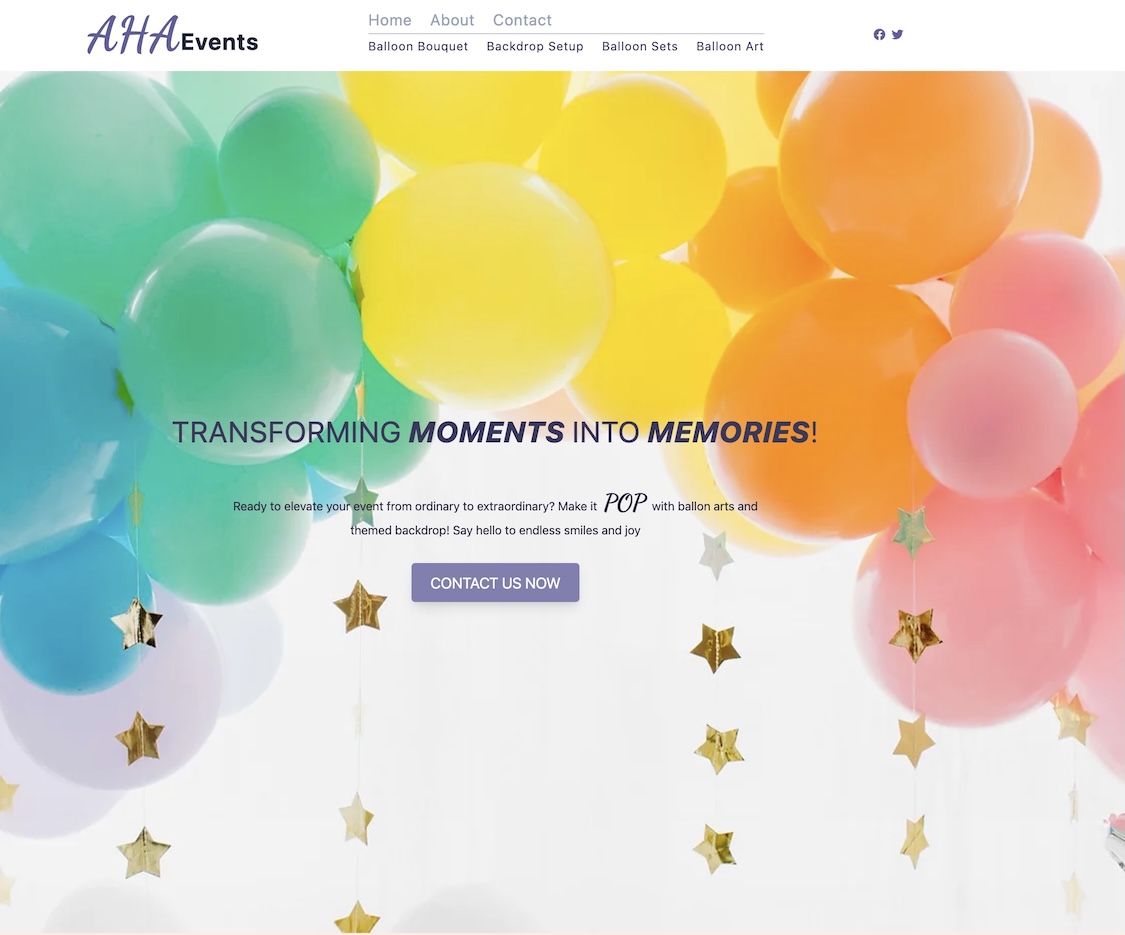 AHA Events
Home About Contact
Balloon Bouquet Backdrop Setup Balloon Sets Balloon Art
TRANSFORMING MOMENTS INTO MEMORIES!
Ready to elevate your event from ordinary to extraordinary? Make it POP with ballon arts and
themed backdrop! Say hello to endless smiles and joy
CONTACT US NOW